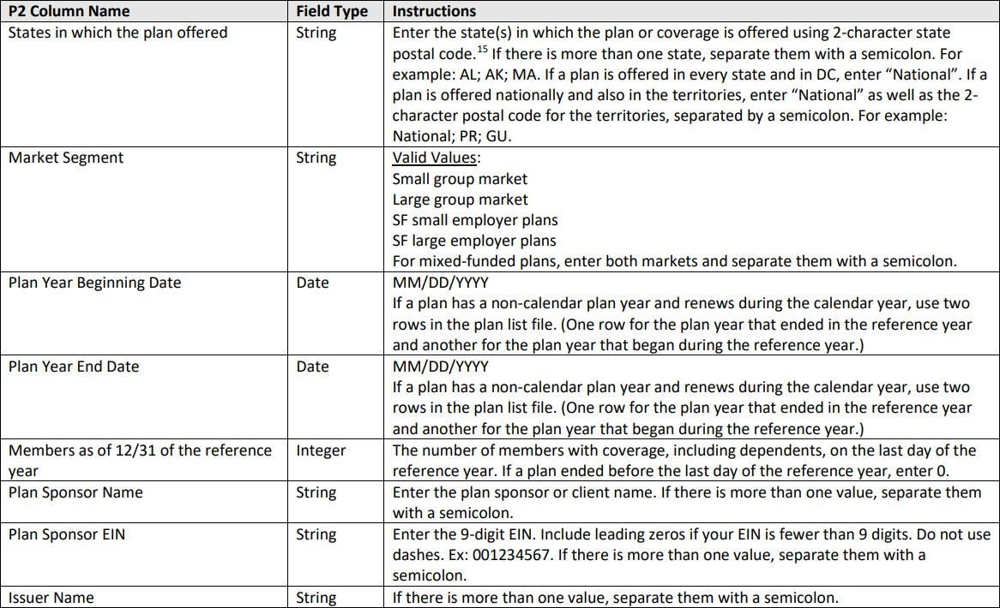 P2 Column Name Field Type Instructions
States in which the plan offered String Enter the state(s) in which the plan or coverage is offered using 2-character state
postal code.15 If there is more than one state, separate them with a semicolon. For
example: AL; AK; MA. If a plan is offered in every state and in DC, enter “National”. If a
plan is offered nationally and also in the territories, enter “National” as well as the 2-
character postal code for the territories, separated by a semicolon. For example:
National; PR; GU.
Market Segment String Valid Values:
Small group market
Large group market
SF small employer plans
SF large employer plans
For mixed-funded plans, enter both markets and separate them with a semicolon.
Plan Year Beginning Date Date MM/DD/YYYY
If a plan has a non-calendar plan year and renews during the calendar year, use two
rows in the plan list file. (One row for the plan year that ended in the reference year
and another for the plan year that began during the reference year.)
Plan Year End Date Date MM/DD/YYYY
If a plan has a non-calendar plan year and renews during the calendar year, use two
rows in the plan list file. (One row for the plan year that ended in the reference year
and another for the plan year that began during the reference year.)
Members as of 12/31 of the reference Integer The number of members with coverage, including dependents, on the last day of the
year reference year. If a plan ended before the last day of the reference year, enter 0.
Plan Sponsor Name String Enter the plan sponsor or client name. If there is more than one value, separate them
with a semicolon.
Plan Sponsor EIN String Enter the 9-digit EIN. Include leading zeros if your EIN is fewer than 9 digits. Do not use
dashes. Ex: 001234567. If there is more than one value, separate them with a
semicolon.
Issuer Name String If there is more than one value, separate them with a semicolon.